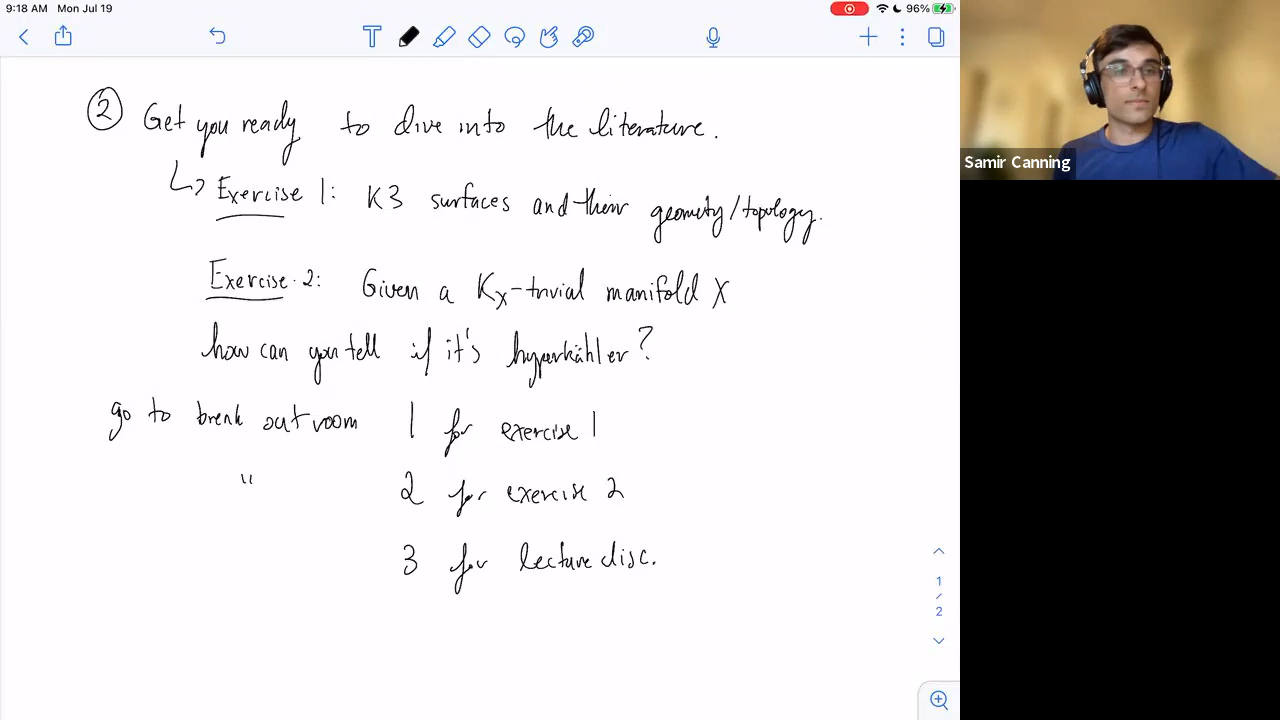 9:18 AM Mon Jul 19
96%
② Get you ready to dive into the literature.
↳ Exercise 1: K3 surfaces and their geometry/topology.
Samir Canning
Exercise 2: Given a Kx-trivial manifold X
how can you tell if it's hyperkähler?
go to break out room 1 for exercise 1
" 2 for exercise 2
3 for lecture disc.
1
/
2